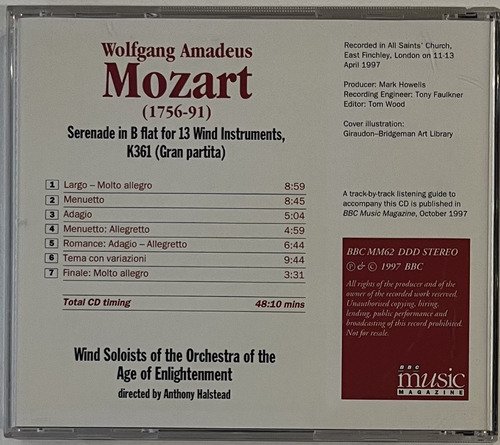 Wolfgang Amadeus
Mozart
(1756-91)
Serenade in B flat for 13 Wind Instruments,
K361 (Gran partita)
1 Largo – Molto allegro 8:59
2 Menuetto 8:45
3 Adagio 5:04
4 Menuetto: Allegretto 4:59
5 Romance: Adagio – Allegretto 6:44
6 Tema con variazioni 9:44
7 Finale: Molto allegro 3:31
Total CD timing 48:10 mins
Wind Soloists of the Orchestra of the
Age of Enlightenment
directed by Anthony Halstead
Recorded in All Saints' Church,
East Finchley, London on 11-13
April 1997
Producer: Mark Howells
Recording Engineer: Tony Faulkner
Editor: Tom Wood
Cover illustration:
Giraudon–Bridgeman Art Library
A track-by-track listening guide to
accompany this CD is published in
BBC Music Magazine, October 1997
BBC MM62 DDD STEREO
℗ & © 1997 BBC
All rights of the producer and of the
owner of the recorded work reserved.
Unauthorised copying, hiring,
lending, public performance and
broadcasting of this record prohibited.
Not for resale.
BBC
music
MAGAZINE